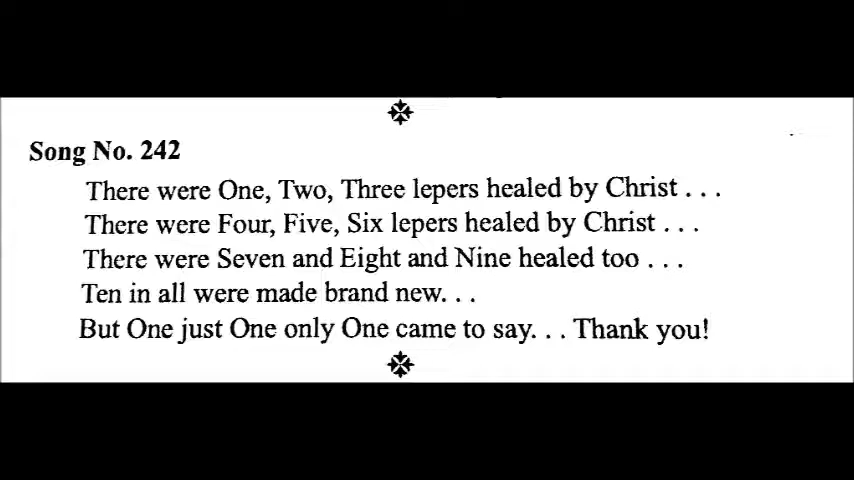 Song No. 242
There were One, Two, Three lepers healed by Christ . . .
There were Four, Five, Six lepers healed by Christ . . .
There were Seven and Eight and Nine healed too . . .
Ten in all were made brand new. . .
But One just One only One came to say. . . Thank you!